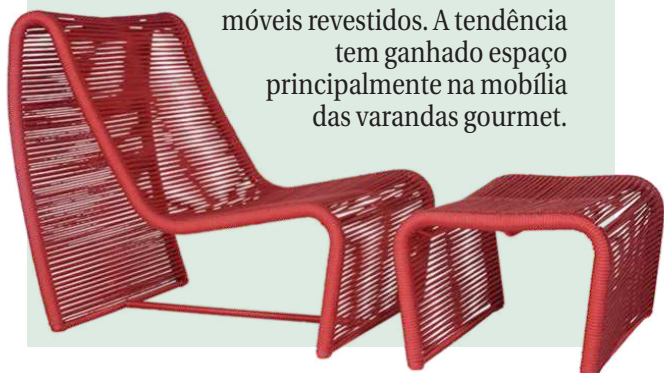 móveis revestidos. A tendência
tem ganhado espaço
principalmente na mobília
das varandas gourmet.